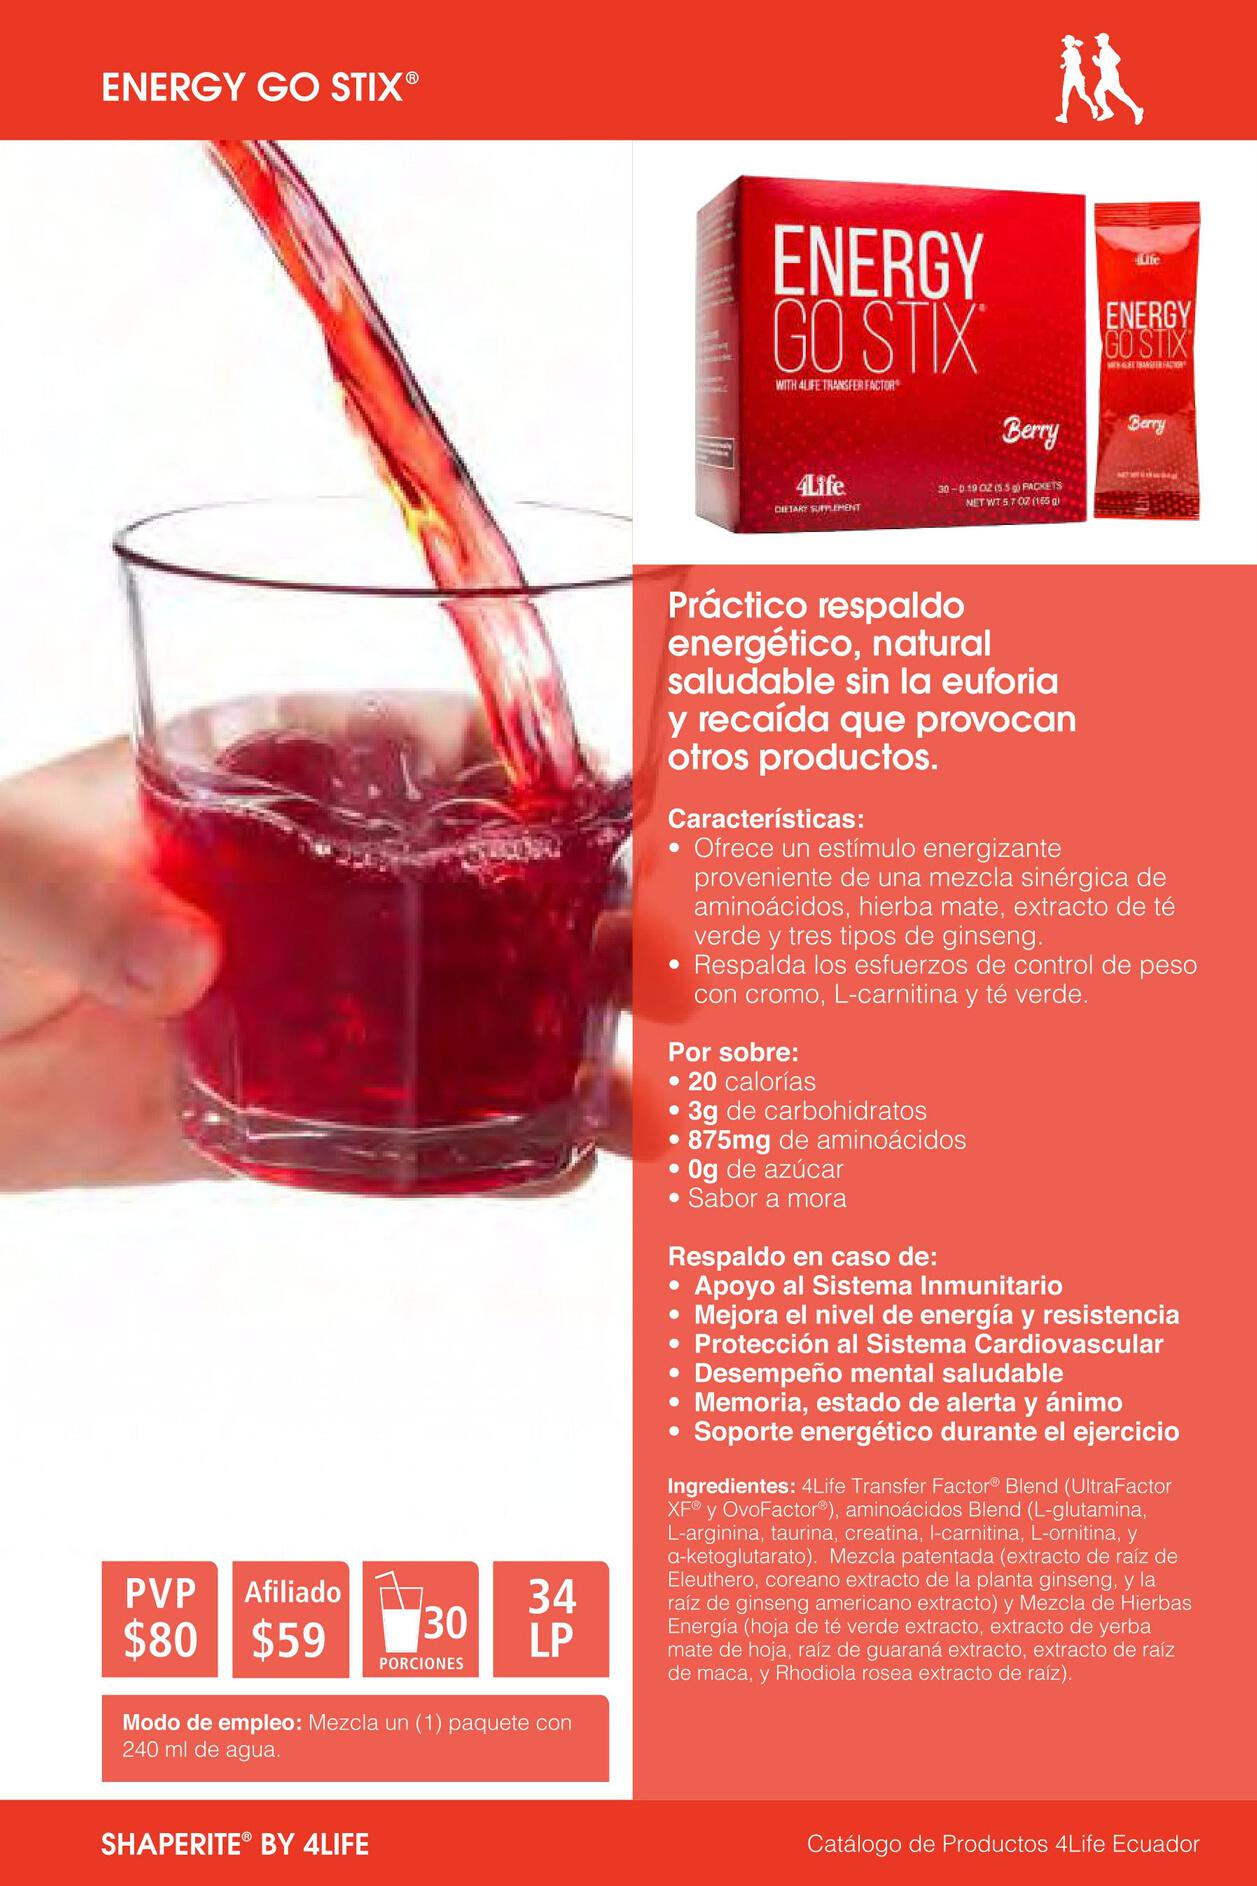 ENERGY GO STIX®
ENERGY
GO STIX®
WITH 4LIFE TRANSFER FACTOR®
Berry
4Life
DIETARY SUPPLEMENT
30 – 0.19 OZ (5.5 g) PACKETS
NET WT 5.7 OZ (165 g)
4Life
ENERGY
GO STIX®
WITH 4LIFE TRANSFER FACTOR®
Berry
Práctico respaldo
energético, natural
saludable sin la euforia
y recaída que provocan
otros productos.
Características:
• Ofrece un estímulo energizante
proveniente de una mezcla sinérgica de
aminoácidos, hierba mate, extracto de té
verde y tres tipos de ginseng.
• Respalda los esfuerzos de control de peso
con cromo, L-carnitina y té verde.
Por sobre:
• 20 calorías
• 3g de carbohidratos
• 875mg de aminoácidos
• 0g de azúcar
• Sabor a mora
Respaldo en caso de:
• Apoyo al Sistema Inmunitario
• Mejora el nivel de energía y resistencia
• Protección al Sistema Cardiovascular
• Desempeño mental saludable
• Memoria, estado de alerta y ánimo
• Soporte energético durante el ejercicio
Ingredientes: 4Life Transfer Factor® Blend (UltraFactor
XF® y OvoFactor®), aminoácidos Blend (L-glutamina,
L-arginina, taurina, creatina, l-carnitina, L-ornitina, y
α-ketoglutarato). Mezcla patentada (extracto de raíz de
Eleuthero, coreano extracto de la planta ginseng, y la
raíz de ginseng americano extracto) y Mezcla de Hierbas
Energía (hoja de té verde extracto, extracto de yerba
mate de hoja, raíz de guaraná extracto, extracto de raíz
de maca, y Rhodiola rosea extracto de raíz).
PVP
$80
Afiliado
$59
30
PORCIONES
34
LP
Modo de empleo: Mezcla un (1) paquete con
240 ml de agua.
SHAPERITE® BY 4LIFE
Catálogo de Productos 4Life Ecuador